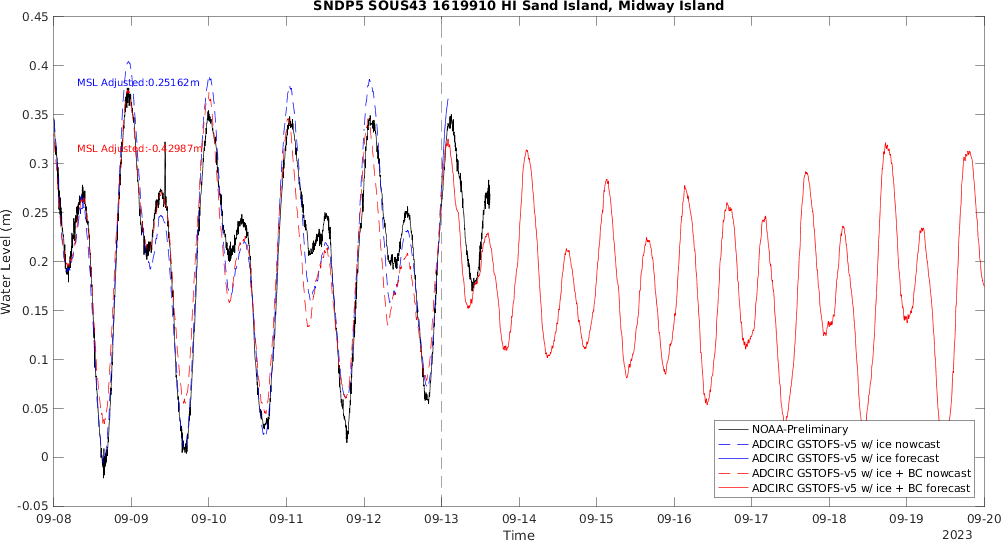 SNDP5 SOUS43 1619910 HI Sand Island, Midway Island
0.45
0.4
0.35
0.3
0.25
0.2
0.15
0.1
0.05
0
-0.05
Water Level (m)
MSL Adjusted:0.25162m
MSL Adjusted:-0.42987m
NOAA-Preliminary
ADCIRC GSTOFS-v5 w/ ice nowcast
ADCIRC GSTOFS-v5 w/ ice forecast
ADCIRC GSTOFS-v5 w/ ice + BC nowcast
ADCIRC GSTOFS-v5 w/ ice + BC forecast
09-08 09-09 09-10 09-11 09-12 09-13 09-14 09-15 09-16 09-17 09-18 09-19 09-20
Time
2023